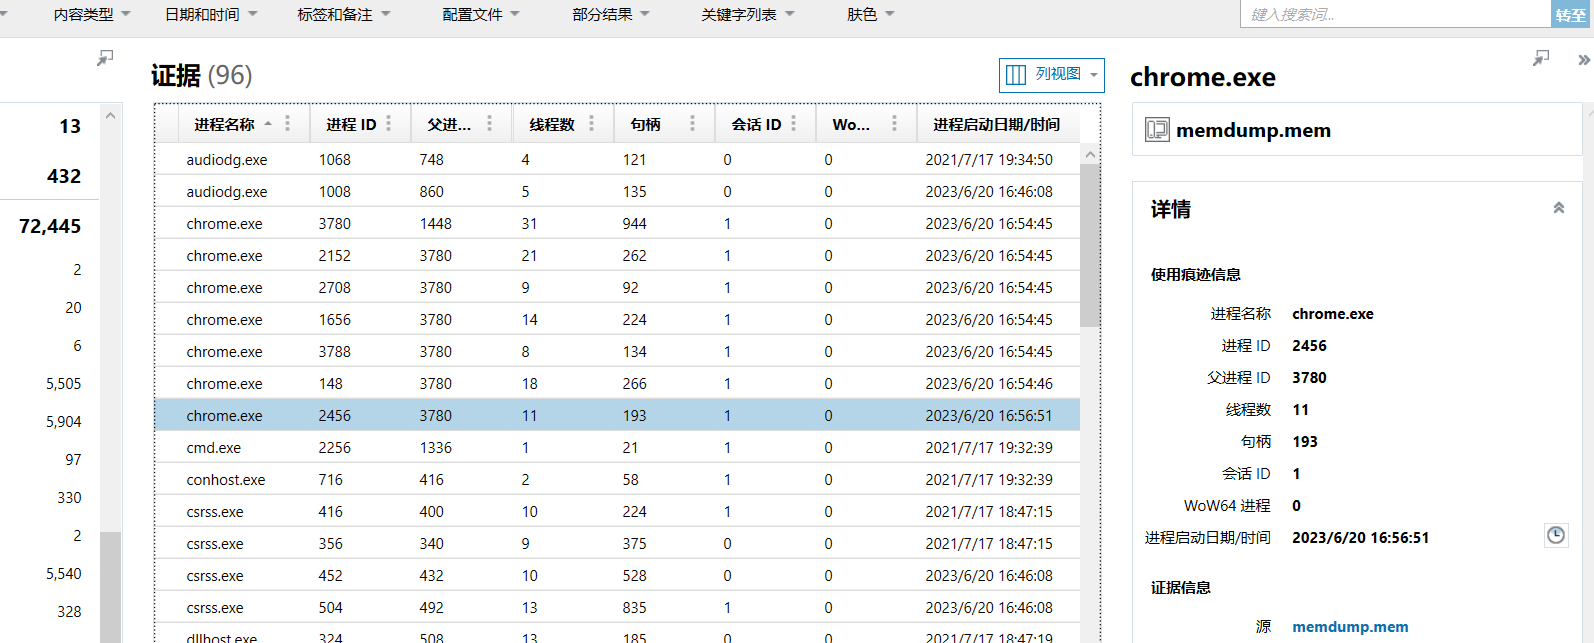 内容类型 日期和时间 标签和备注 配置文件 部分结果 关键字列表 肤色 键入搜索词... 转至
证据 (96) 列视图
13
432
72,445
2
20
6
5,505
5,904
97
330
2
5,540
328
进程名称 进程 ID 父进... 线程数 句柄 会话 ID Wo... 进程启动日期/时间
audiodg.exe 1068 748 4 121 0 0 2021/7/17 19:34:50
audiodg.exe 1008 860 5 135 0 0 2023/6/20 16:46:08
chrome.exe 3780 1448 31 944 1 0 2023/6/20 16:54:45
chrome.exe 2152 3780 21 262 1 0 2023/6/20 16:54:45
chrome.exe 2708 3780 9 92 1 0 2023/6/20 16:54:45
chrome.exe 1656 3780 14 224 1 0 2023/6/20 16:54:45
chrome.exe 3788 3780 8 134 1 0 2023/6/20 16:54:45
chrome.exe 148 3780 18 266 1 0 2023/6/20 16:54:46
chrome.exe 2456 3780 11 193 1 0 2023/6/20 16:56:51
cmd.exe 2256 1336 1 21 1 0 2021/7/17 19:32:39
conhost.exe 716 416 2 58 1 0 2021/7/17 19:32:39
csrss.exe 416 400 10 224 1 0 2021/7/17 18:47:15
csrss.exe 356 340 9 375 0 0 2021/7/17 18:47:15
csrss.exe 452 432 10 528 0 0 2023/6/20 16:46:08
csrss.exe 504 492 13 835 1 0 2023/6/20 16:46:08
dllhost.exe 324 508 13 185 0 0 2021/7/17 18:47:19
chrome.exe
memdump.mem
详情
使用痕迹信息
进程名称 chrome.exe
进程 ID 2456
父进程 ID 3780
线程数 11
句柄 193
会话 ID 1
WoW64 进程 0
进程启动日期/时间 2023/6/20 16:56:51
证据信息
源 memdump.mem